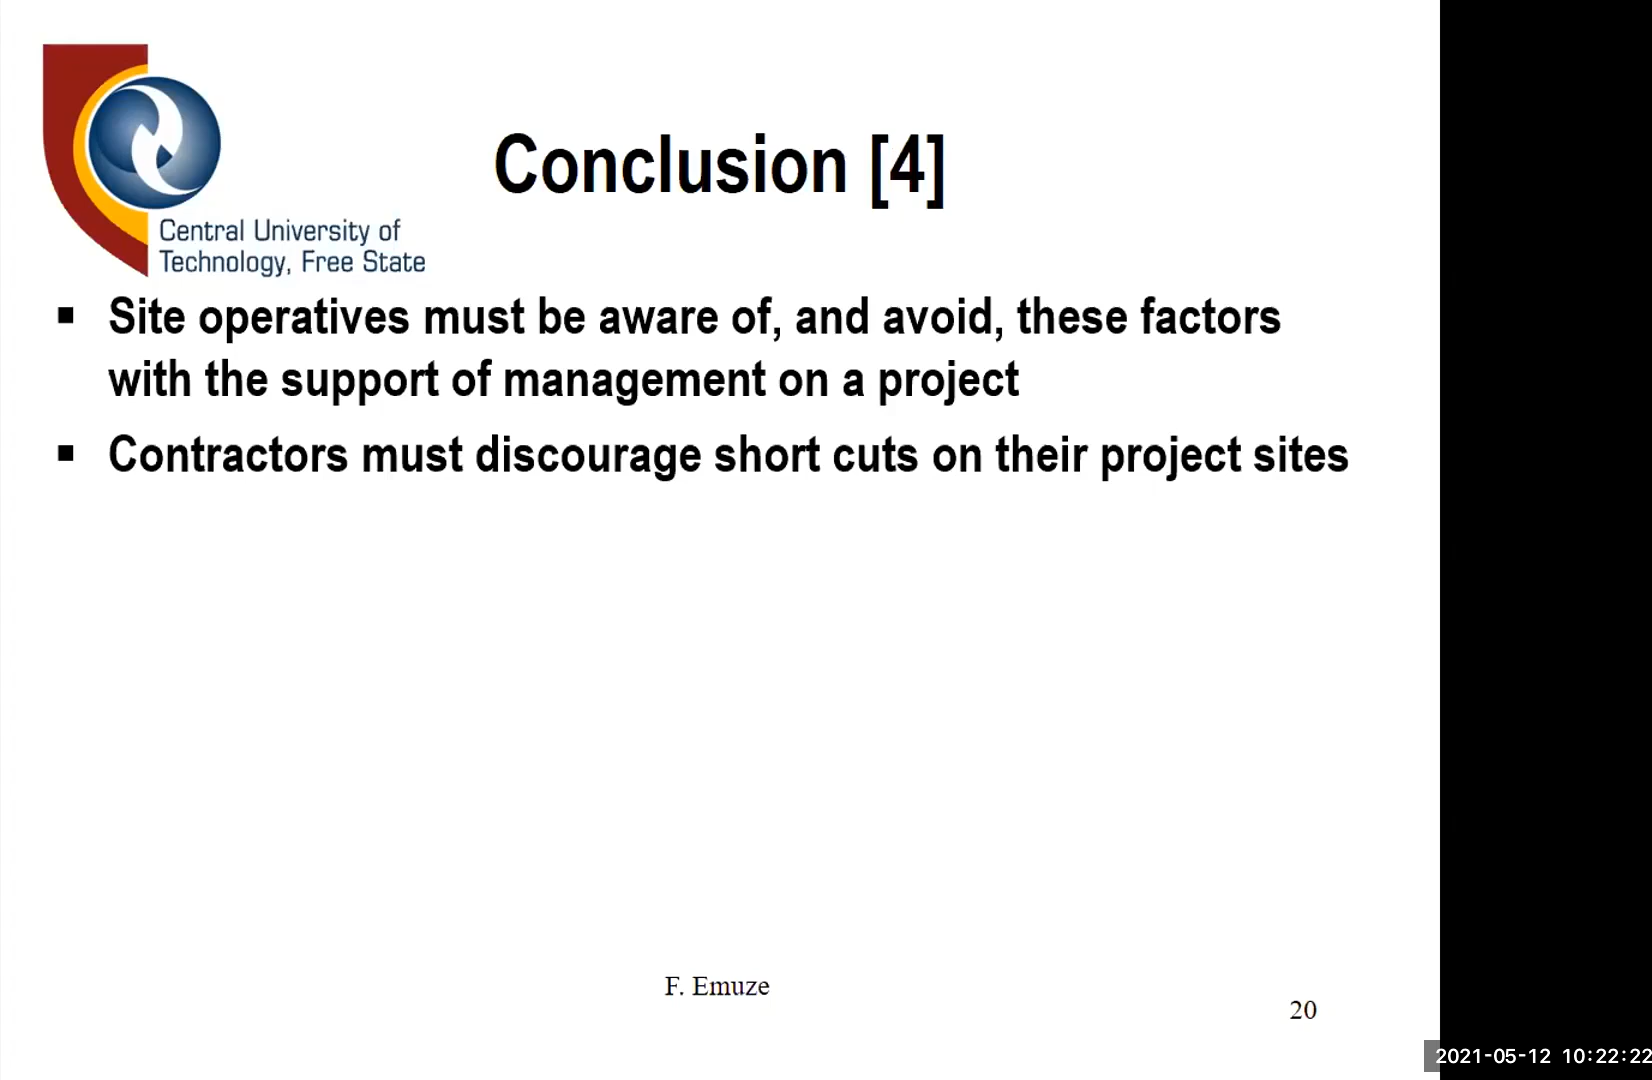 Conclusion [4]
Central University of
Technology, Free State
▪ Site operatives must be aware of, and avoid, these factors
with the support of management on a project
▪ Contractors must discourage short cuts on their project sites
F. Emuze
20
2021-05-12 10:22:22